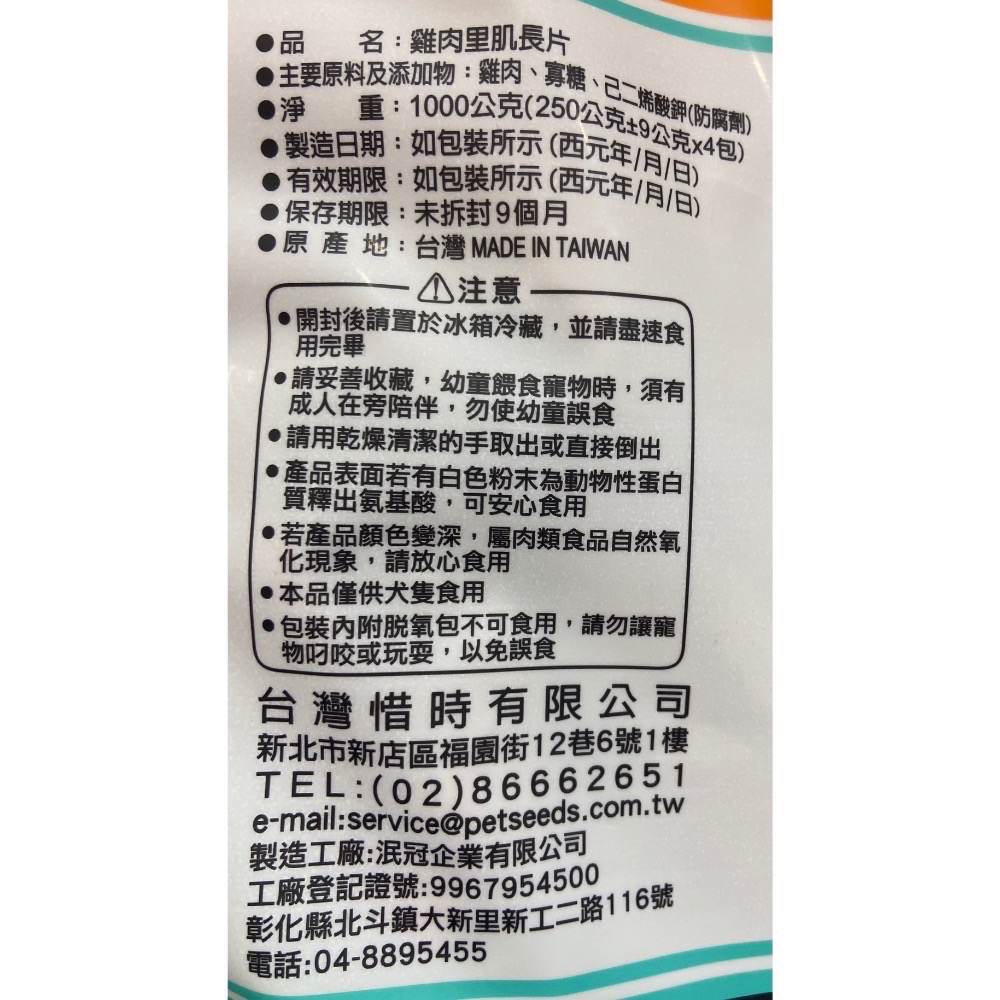 ●品　　名：雞肉里肌長片
●主要原料及添加物：雞肉、寡糖、己二烯酸鉀(防腐劑)
●淨　　重：1000公克(250公克±9公克x4包)
●製造日期：如包裝所示(西元年/月/日)
●有效期限：如包裝所示(西元年/月/日)
●保存期限：未拆封9個月
●原 產 地：台灣 MADE IN TAIWAN
⚠注意
●開封後請置於冰箱冷藏，並請盡速食
用完畢
●請妥善收藏，幼童餵食寵物時，須有
成人在旁陪伴，勿使幼童誤食
●請用乾燥清潔的手取出或直接倒出
●產品表面若有白色粉末為動物性蛋白
質釋出氨基酸，可安心食用
●若產品顏色變深，屬肉類食品自然氧
化現象，請放心食用
●本品僅供犬隻食用
●包裝內附脱氧包不可食用，請勿讓寵
物叼咬或玩耍，以免誤食
台灣惜時有限公司
新北市新店區福園街12巷6號1樓
TEL:(02)86662651
e-mail:service@petseeds.com.tw
製造工廠:泯冠企業有限公司
工廠登記證號:9967954500
彰化縣北斗鎮大新里新工二路116號
電話:04-8895455